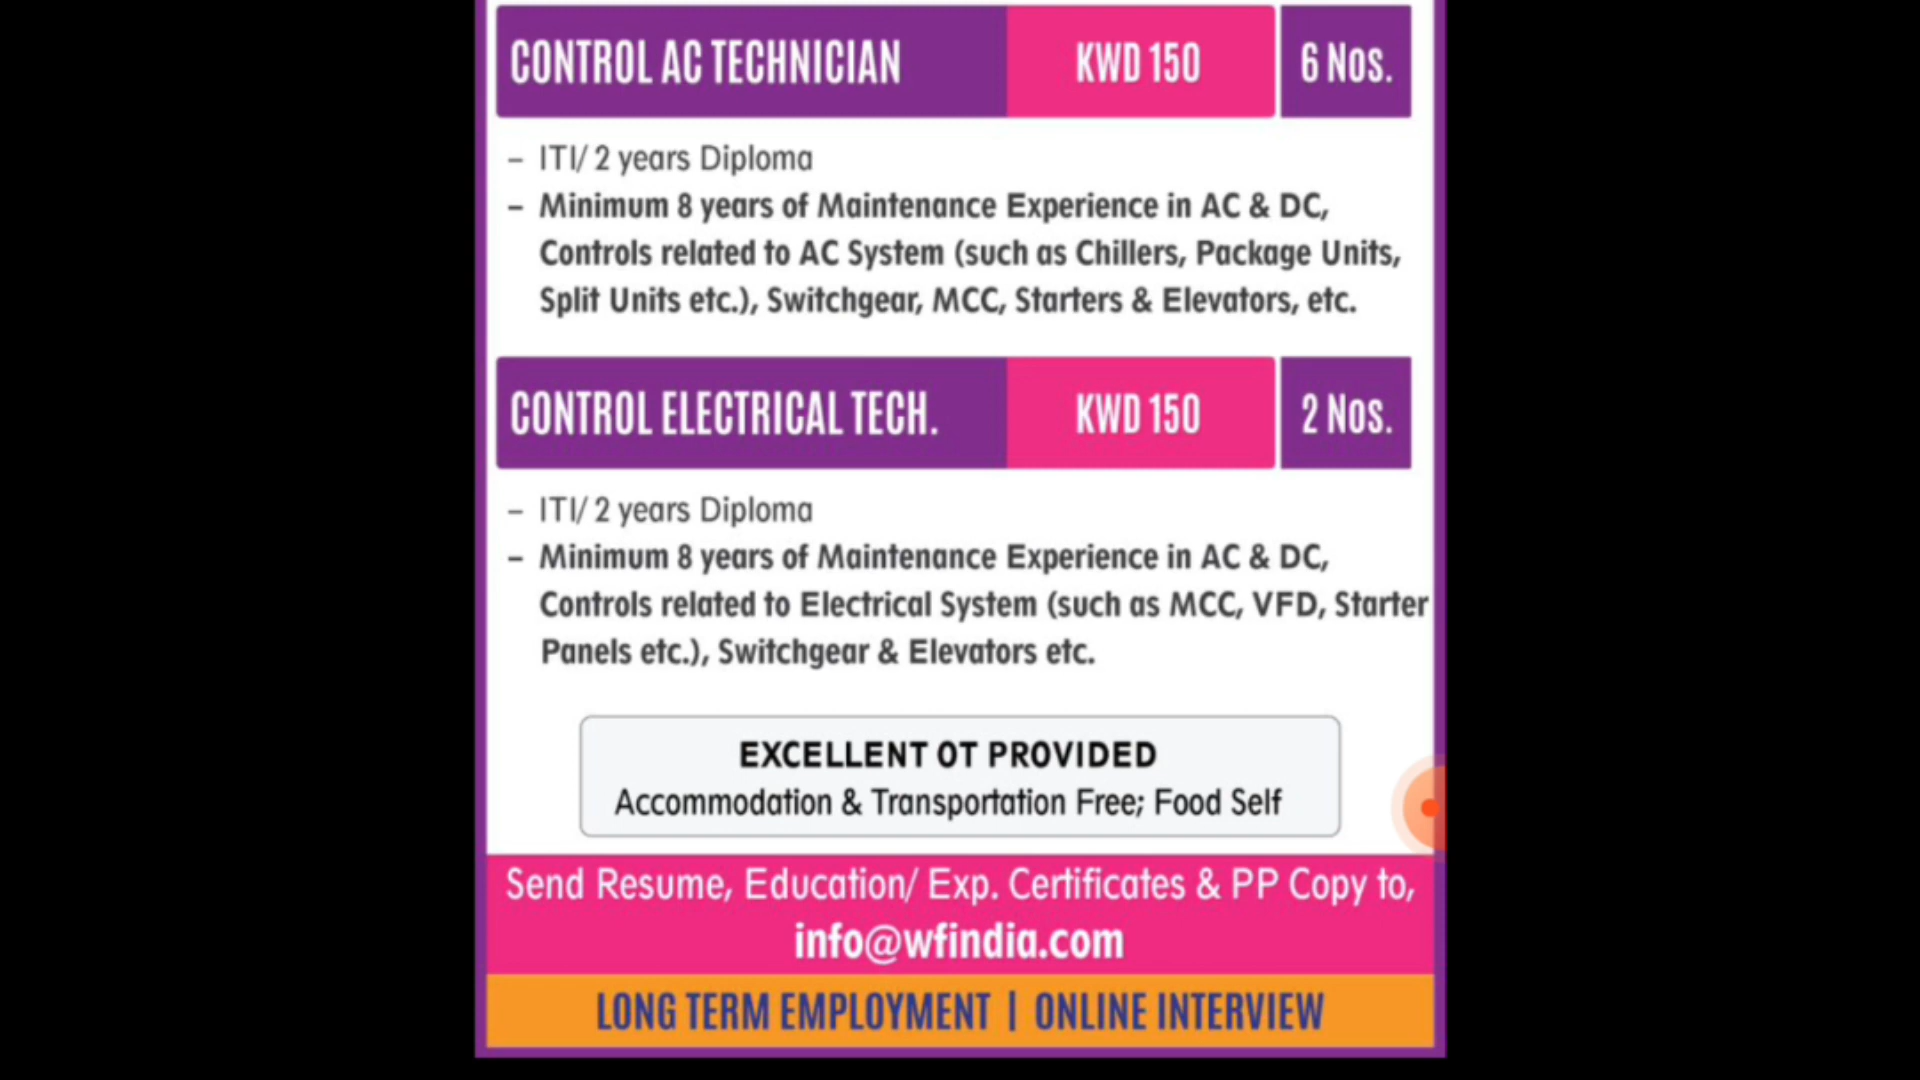 CONTROL AC TECHNICIAN KWD 150 6 Nos.
– ITI/ 2 years Diploma
– Minimum 8 years of Maintenance Experience in AC & DC,
Controls related to AC System (such as Chillers, Package Units,
Split Units etc.), Switchgear, MCC, Starters & Elevators, etc.
CONTROL ELECTRICAL TECH. KWD 150 2 Nos.
– ITI/ 2 years Diploma
– Minimum 8 years of Maintenance Experience in AC & DC,
Controls related to Electrical System (such as MCC, VFD, Starter
Panels etc.), Switchgear & Elevators etc.
EXCELLENT OT PROVIDED
Accommodation & Transportation Free; Food Self
Send Resume, Education/ Exp. Certificates & PP Copy to,
info@wfindia.com
LONG TERM EMPLOYMENT | ONLINE INTERVIEW